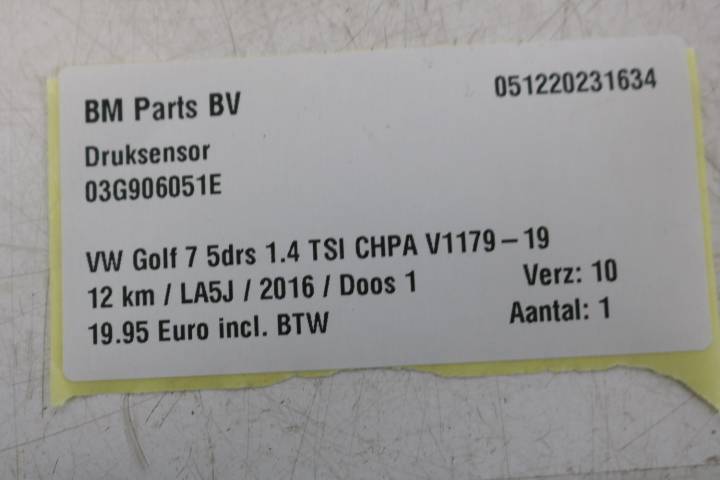 BM Parts BV 051220231634
Druksensor
03G906051E
VW Golf 7 5drs 1.4 TSI CHPA V1179-19
12 km / LA5J / 2016 / Doos 1 Verz: 10
19.95 Euro incl. BTW Aantal: 1